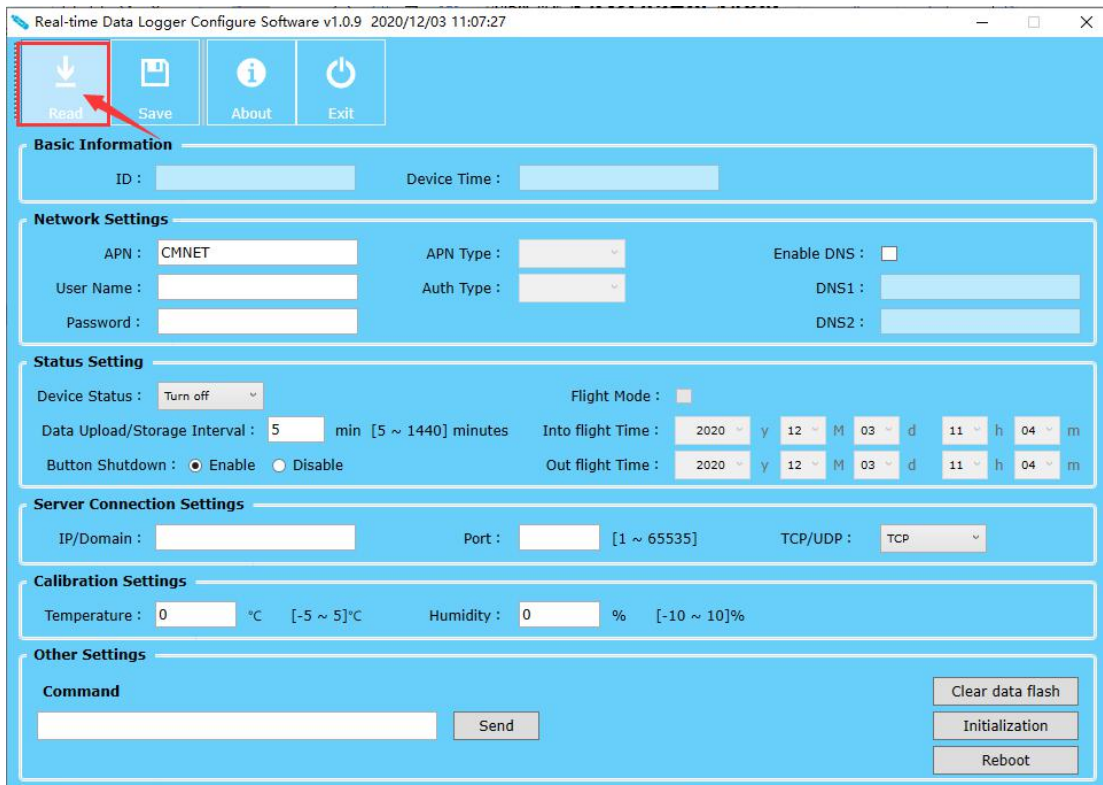 Real-time Data Logger Configure Software v1.0.9 2020/12/03 11:07:27
Read Save About Exit
Basic Information
ID : Device Time :
Network Settings
APN : CMNET APN Type : Enable DNS :
User Name : Auth Type : DNS1 :
Password : DNS2 :
Status Setting
Device Status : Turn off Flight Mode :
Data Upload/Storage Interval : 5 min [5 ~ 1440] minutes Into flight Time : 2020 y 12 M 03 d 11 h 04 m
Button Shutdown : Enable Disable Out flight Time : 2020 y 12 M 03 d 11 h 04 m
Server Connection Settings
IP/Domain : Port : [1 ~ 65535] TCP/UDP : TCP
Calibration Settings
Temperature : 0 °C [-5 ~ 5]°C Humidity : 0 % [-10 ~ 10]%
Other Settings
Command
Clear data flash
Send Initialization
Reboot